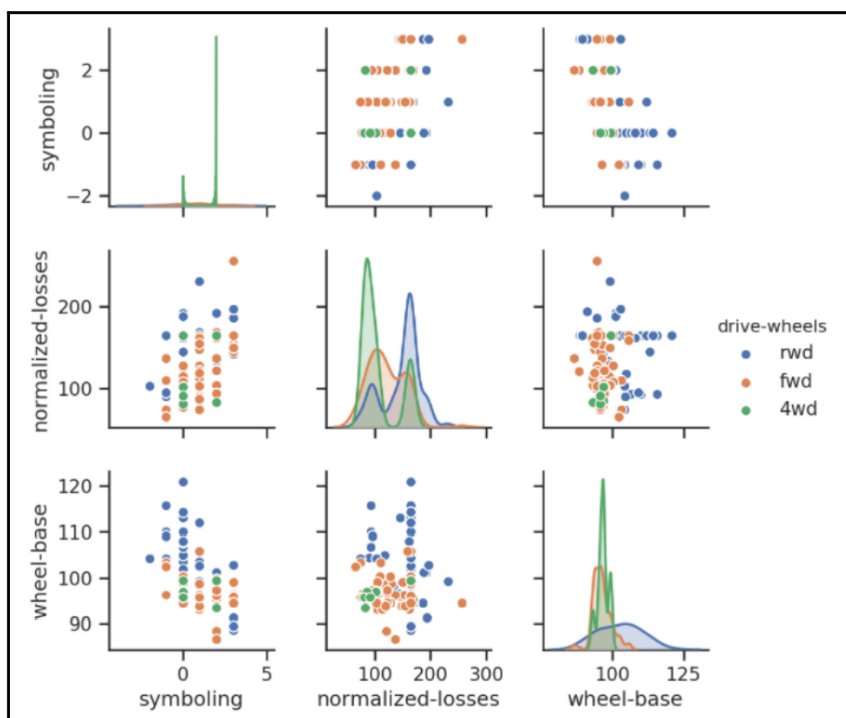 symboling
2
0
−2
normalized-losses
200
100
wheel-base
120
110
100
90
0
5
symboling
100
200
300
normalized-losses
100
125
wheel-base
drive-wheels
rwd
fwd
4wd